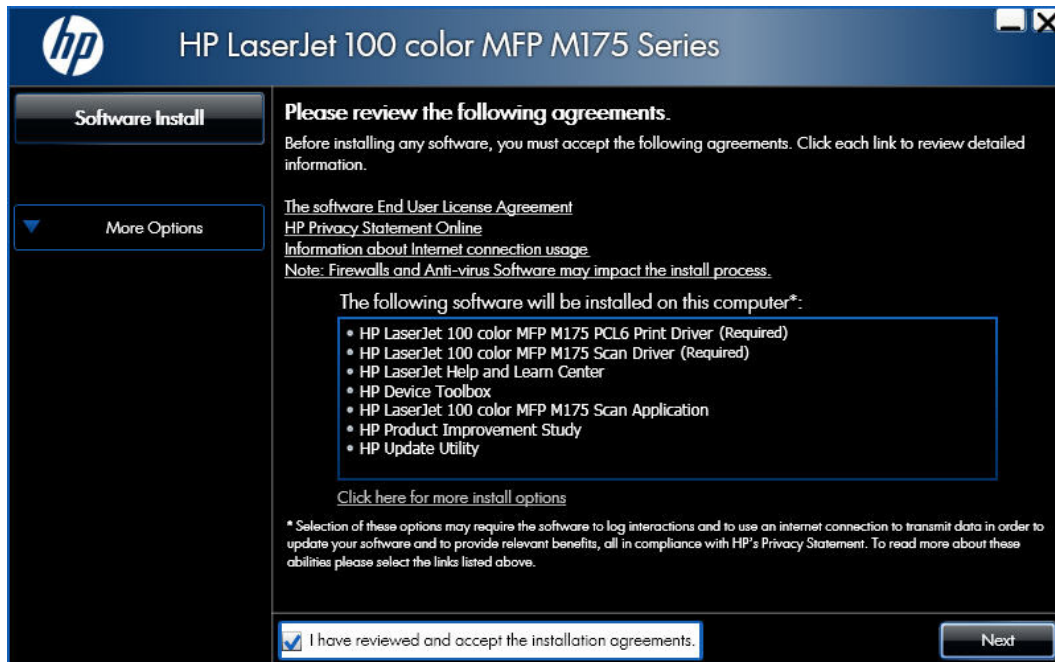 hp
HP LaserJet 100 color MFP M175 Series
Software Install
More Options
Please review the following agreements.
Before installing any software, you must accept the following agreements. Click each link to review detailed
information.
The software End User License Agreement
HP Privacy Statement Online
Information about Internet connection usage
Note: Firewalls and Anti-virus Software may impact the install process.
The following software will be installed on this computer*:
• HP LaserJet 100 color MFP M175 PCL6 Print Driver (Required)
• HP LaserJet 100 color MFP M175 Scan Driver (Required)
• HP LaserJet Help and Learn Center
• HP Device Toolbox
• HP LaserJet 100 color MFP M175 Scan Application
• HP Product Improvement Study
• HP Update Utility
Click here for more install options
* Selection of these options may require the software to log interactions and to use an internet connection to transmit data in order to
update your software and to provide relevant benefits, all in compliance with HP's Privacy Statement. To read more about these
abilities please select the links listed above.
I have reviewed and accept the installation agreements.
Next